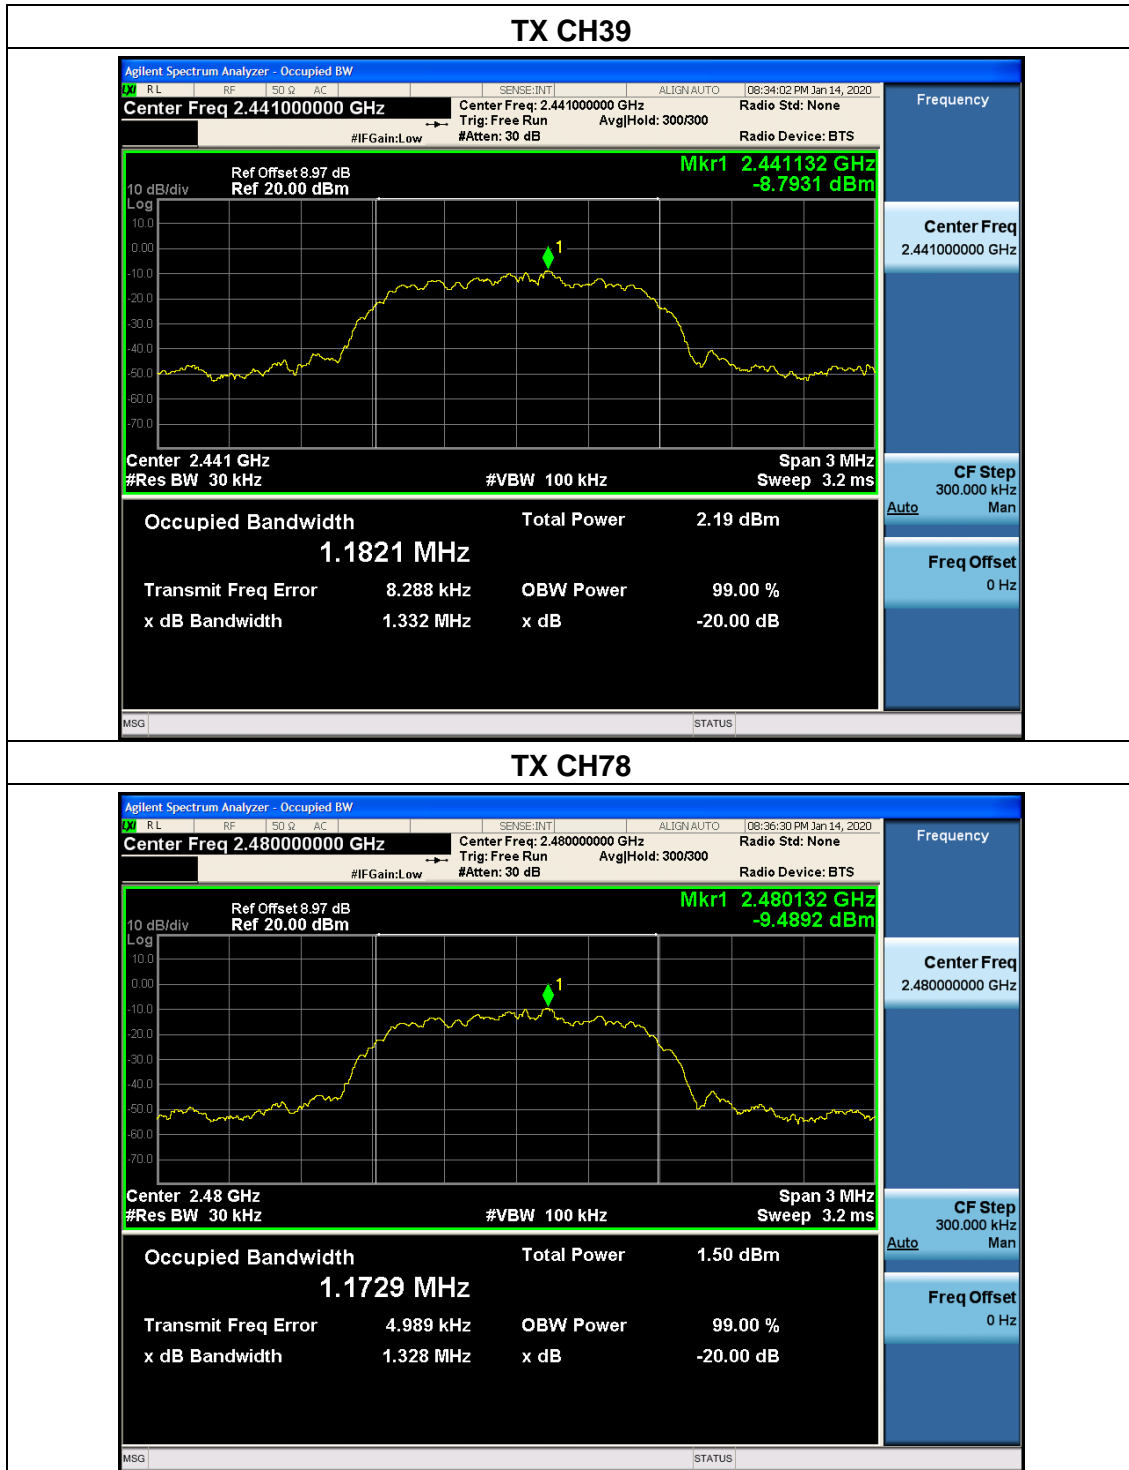 TX CH39
Agilent Spectrum Analyzer - Occupied BW
LXI RL RF 50 Ω AC SENSE:INT ALIGN AUTO 08:34:02 PM Jan 14, 2020
Center Freq 2.441000000 GHz
Center Freq: 2.441000000 GHz Radio Std: None
Trig: Free Run Avg|Hold: 300/300
#IFGain:Low #Atten: 30 dB Radio Device: BTS
Frequency
Mkr1 2.441132 GHz
-8.7931 dBm
Ref Offset 8.97 dB
10 dB/div Ref 20.00 dBm
Log
10.0
0.00
-10.0
-20.0
-30.0
-40.0
-50.0
-60.0
-70.0
1
Center 2.441 GHz Span 3 MHz
#Res BW 30 kHz #VBW 100 kHz Sweep 3.2 ms
Center Freq
2.441000000 GHz
CF Step
300.000 kHz
Auto Man
Freq Offset
0 Hz
Occupied Bandwidth Total Power 2.19 dBm
1.1821 MHz
Transmit Freq Error 8.288 kHz OBW Power 99.00 %
x dB Bandwidth 1.332 MHz x dB -20.00 dB
MSG STATUS
TX CH78
Agilent Spectrum Analyzer - Occupied BW
LXI RL RF 50 Ω AC SENSE:INT ALIGN AUTO 08:36:30 PM Jan 14, 2020
Center Freq 2.480000000 GHz
Center Freq: 2.480000000 GHz Radio Std: None
Trig: Free Run Avg|Hold: 300/300
#IFGain:Low #Atten: 30 dB Radio Device: BTS
Frequency
Mkr1 2.480132 GHz
-9.4892 dBm
Ref Offset 8.97 dB
10 dB/div Ref 20.00 dBm
Log
10.0
0.00
-10.0
-20.0
-30.0
-40.0
-50.0
-60.0
-70.0
1
Center 2.48 GHz Span 3 MHz
#Res BW 30 kHz #VBW 100 kHz Sweep 3.2 ms
Center Freq
2.480000000 GHz
CF Step
300.000 kHz
Auto Man
Freq Offset
0 Hz
Occupied Bandwidth Total Power 1.50 dBm
1.1729 MHz
Transmit Freq Error 4.989 kHz OBW Power 99.00 %
x dB Bandwidth 1.328 MHz x dB -20.00 dB
MSG STATUS